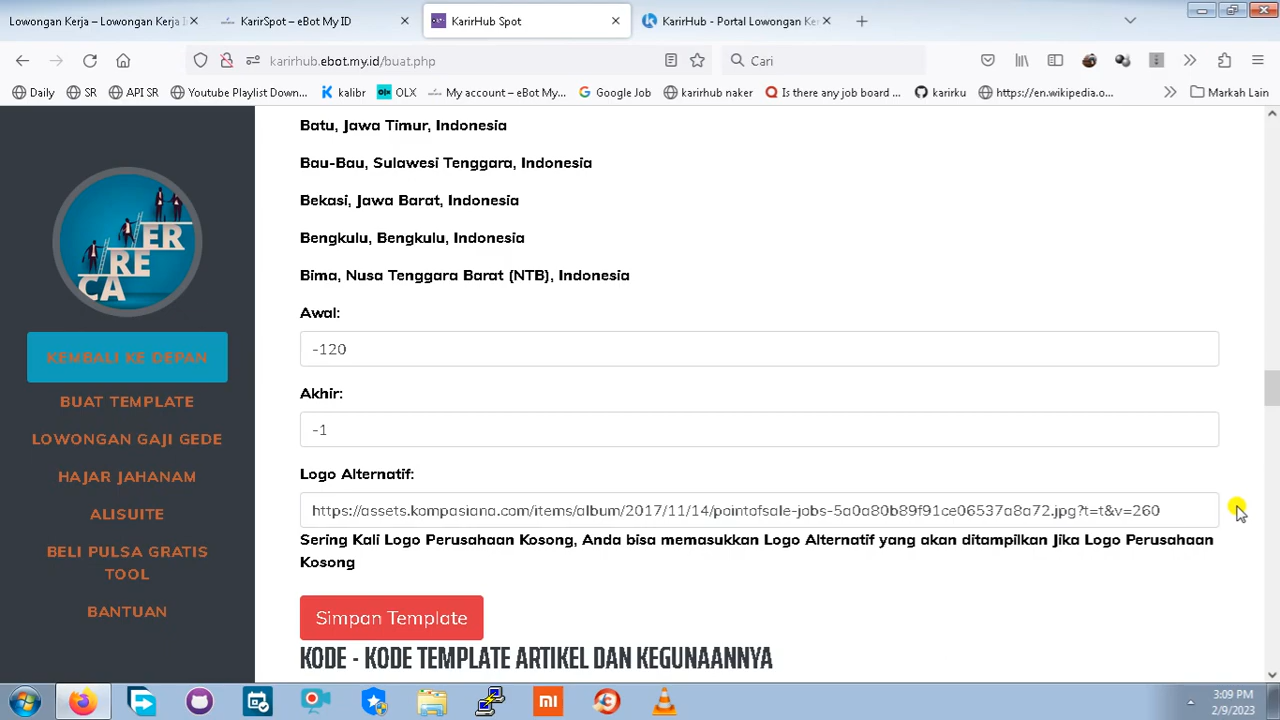 Lowongan Kerja - Lowongan Kerja I
KarirSpot – eBot My ID
KarirHub Spot
KarirHub - Portal Lowongan Ke
karirhub.ebot.my.id/buat.php
Cari
Daily
SR
API SR
Youtube Playlist Down...
kalibr
OLX
My account – eBot My...
Google Job
karirhub naker
Is there any job board ...
karirku
https://en.wikipedia.o...
Markah Lain
ER
RE
CA
KEMBALI KE DEPAN
BUAT TEMPLATE
LOWONGAN GAJI GEDE
HAJAR JAHANAM
ALISUITE
BELI PULSA GRATIS
TOOL
BANTUAN
Batu, Jawa Timur, Indonesia
Bau-Bau, Sulawesi Tenggara, Indonesia
Bekasi, Jawa Barat, Indonesia
Bengkulu, Bengkulu, Indonesia
Bima, Nusa Tenggara Barat (NTB), Indonesia
Awal:
-120
Akhir:
-1
Logo Alternatif:
https://assets.kompasiana.com/items/album/2017/11/14/pointofsale-jobs-5a0a80b89f91ce06537a8a72.jpg?t=t&v=260
Sering Kali Logo Perusahaan Kosong, Anda bisa memasukkan Logo Alternatif yang akan ditampilkan Jika Logo Perusahaan
Kosong
Simpan Template
KODE - KODE TEMPLATE ARTIKEL DAN KEGUNAANNYA
mi
3:09 PM
2/9/2023